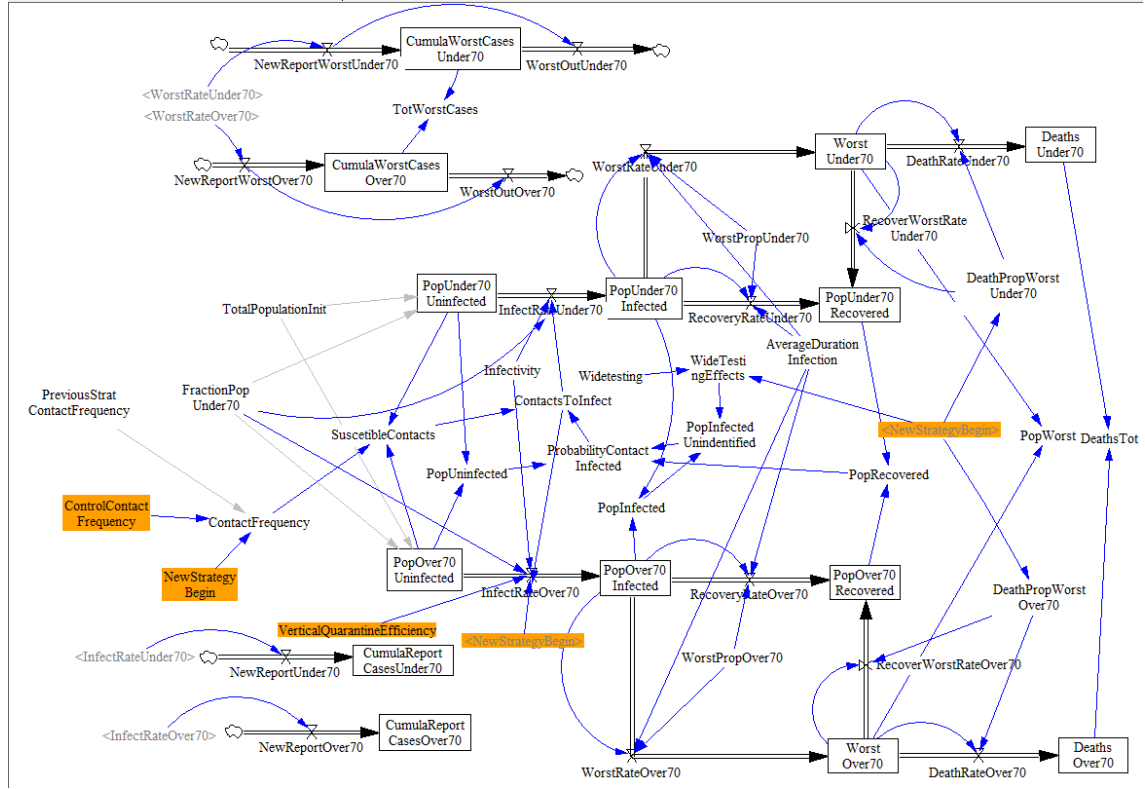 CumulaWorstCases
Under70
NewReportWorstUnder70
WorstOutUnder70
<WorstRateUnder70>
<WorstRateOver70>
TotWorstCases
CumulaWorstCases
Over70
NewReportWorstOver70
WorstOutOver70
WorstRateUnder70
Worst
Under70
DeathRateUnder70
Deaths
Under70
RecoverWorstRate
Under70
WorstPropUnder70
DeathPropWorst
Under70
PopUnder70
Uninfected
InfectRateUnder70
PopUnder70
Infected
RecoveryRateUnder70
PopUnder70
Recovered
TotalPopulationInit
AverageDuration
Infection
Infectivity
Widetesting
WideTesti
ngEffects
PreviousStrat
ContactFrequency
FractionPop
Under70
ContactsToInfect
SuscetibleContacts
PopInfected
Unidentified
<NewStrategyBegin>
PopWorst
DeathsTot
ProbabilityContact
Infected
PopUninfected
PopRecovered
ControlContact
Frequency
ContactFrequency
PopInfected
NewStrategy
Begin
PopOver70
Uninfected
InfectRateOver70
PopOver70
Infected
RecoveryRateOver70
PopOver70
Recovered
DeathPropWorst
Over70
VerticalQuarantineEfficiency
<NewStrategyBegin>
<InfectRateUnder70>
NewReportUnder70
CumulaReport
CasesUnder70
WorstPropOver70
RecoverWorstRateOver70
<InfectRateOver70>
NewReportOver70
CumulaReport
CasesOver70
WorstRateOver70
Worst
Over70
DeathRateOver70
Deaths
Over70